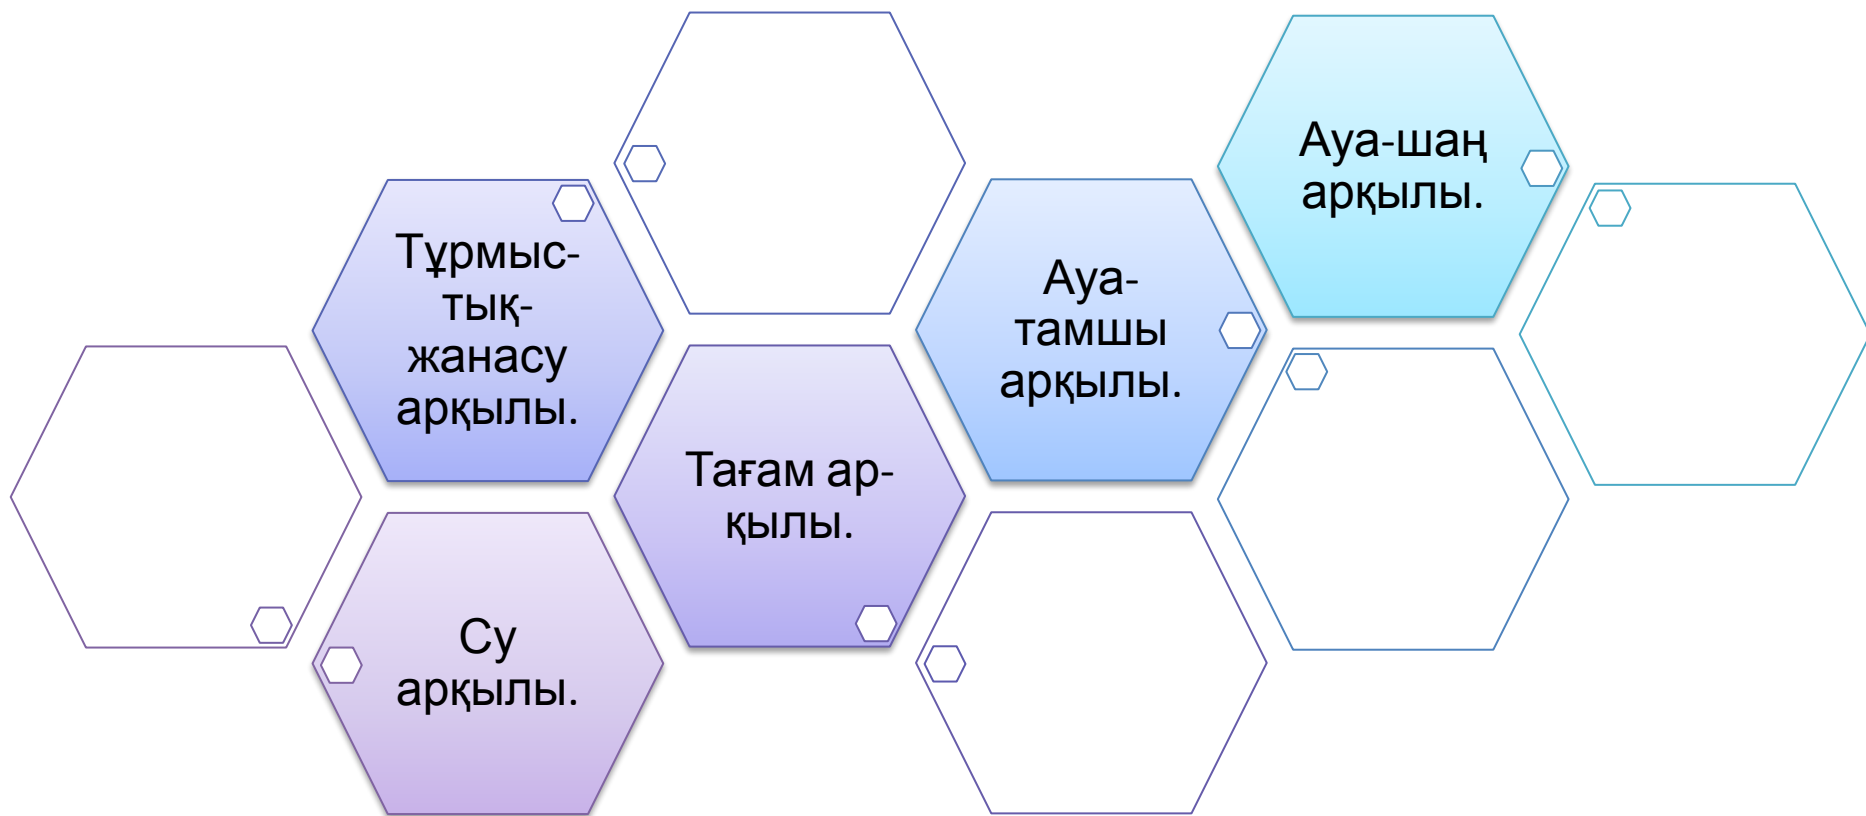 Ауа-шаң
арқылы.
Тұрмыс-
тық-
жанасу
арқылы.
Ауа-
тамшы
арқылы.
Тағам ар-
қылы.
Су
арқылы.